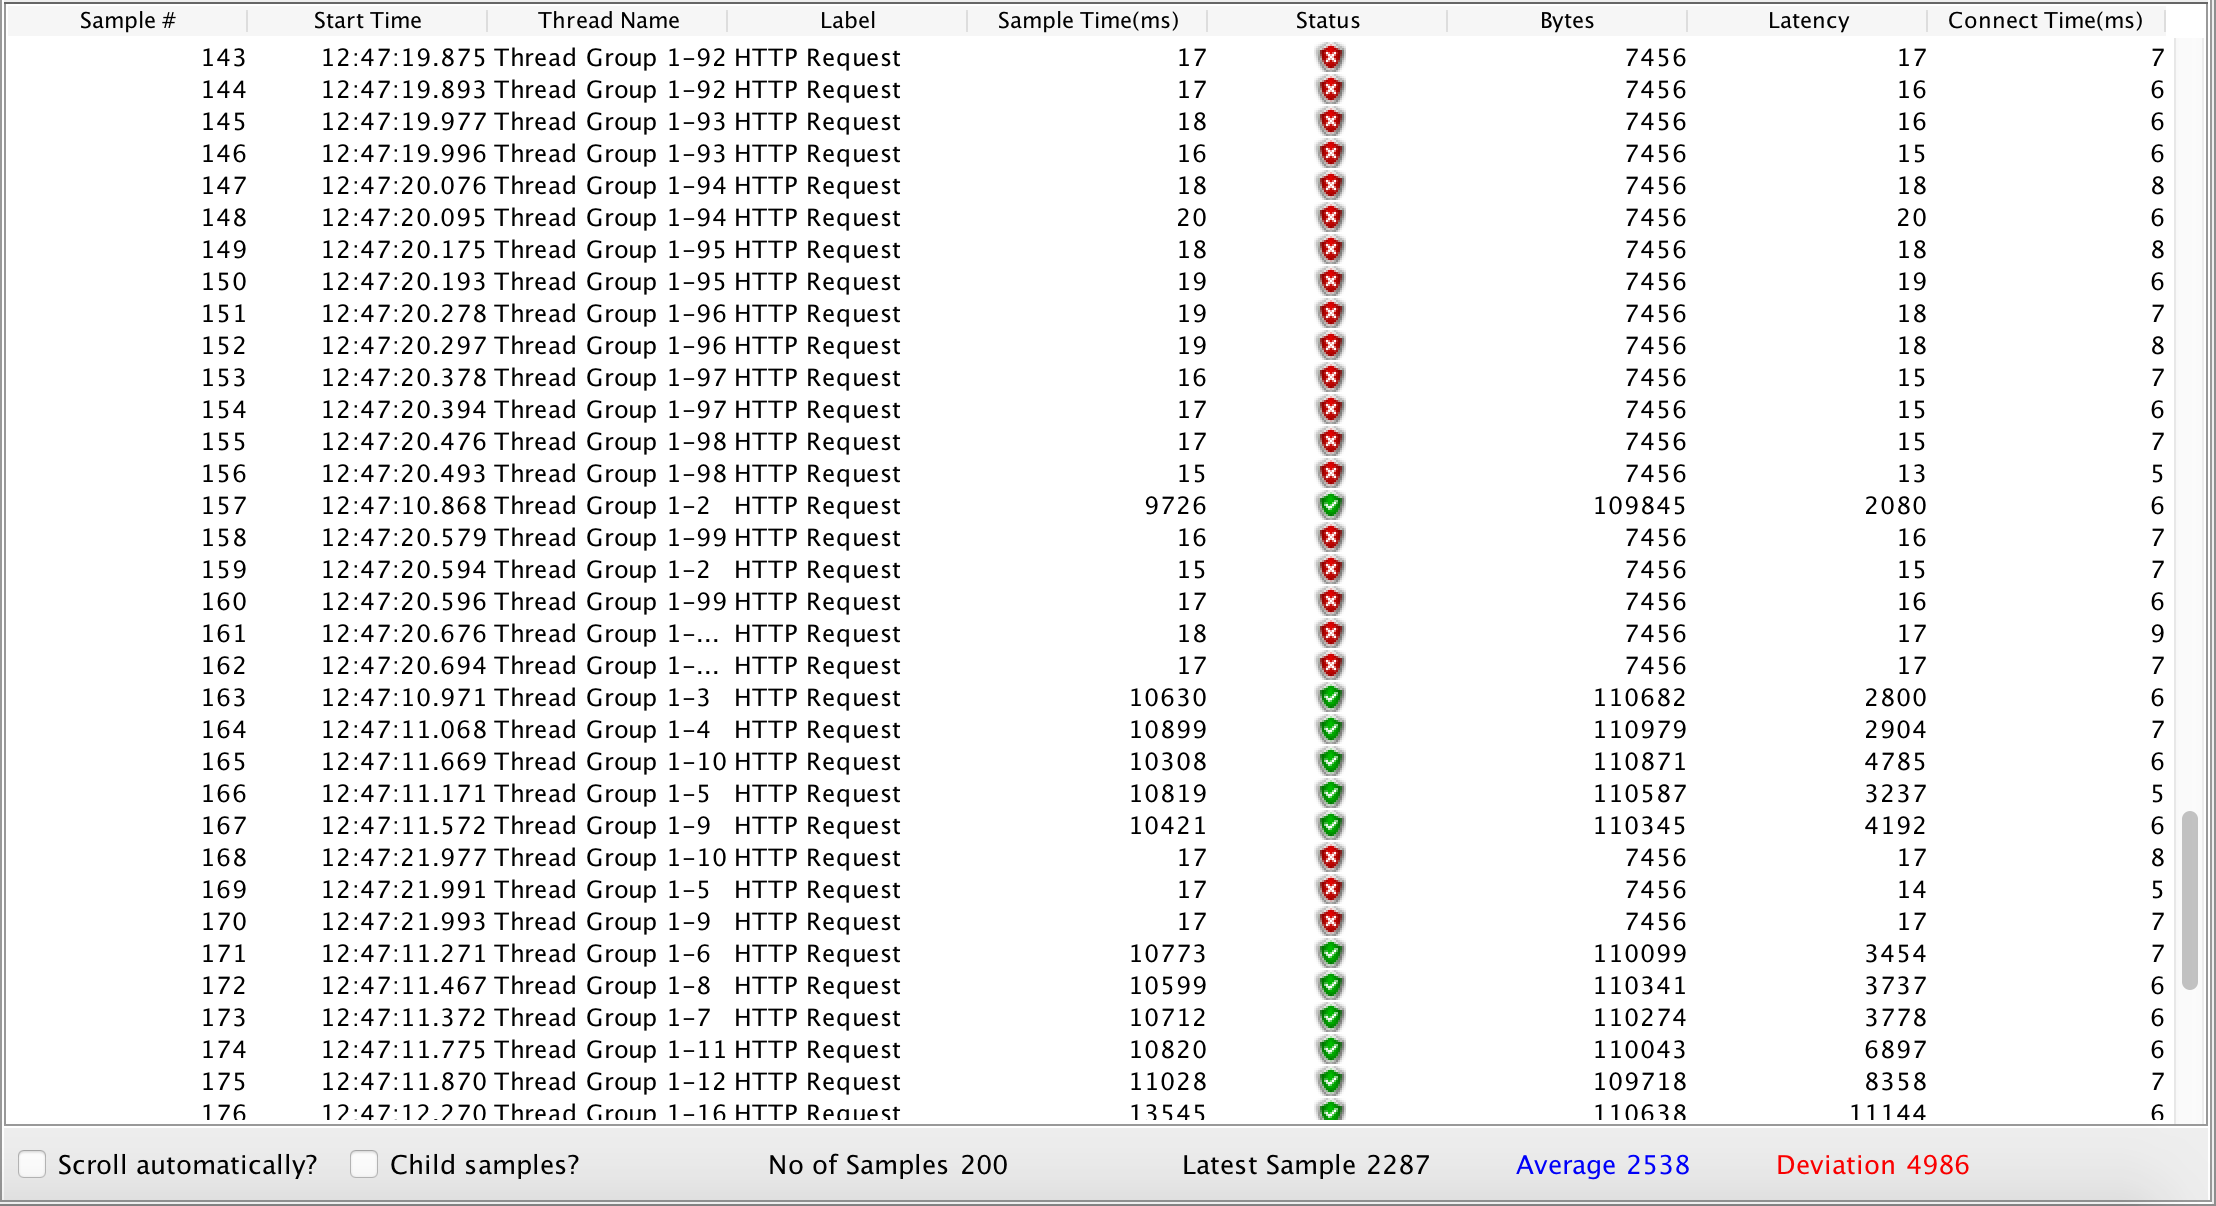 Sample # Start Time Thread Name Label Sample Time(ms) Status Bytes Latency Connect Time(ms)
143 12:47:19.875 Thread Group 1-92 HTTP Request 17 7456 17 7
144 12:47:19.893 Thread Group 1-92 HTTP Request 17 7456 16 6
145 12:47:19.977 Thread Group 1-93 HTTP Request 18 7456 16 6
146 12:47:19.996 Thread Group 1-93 HTTP Request 16 7456 15 6
147 12:47:20.076 Thread Group 1-94 HTTP Request 18 7456 18 8
148 12:47:20.095 Thread Group 1-94 HTTP Request 20 7456 20 6
149 12:47:20.175 Thread Group 1-95 HTTP Request 18 7456 18 8
150 12:47:20.193 Thread Group 1-95 HTTP Request 19 7456 19 6
151 12:47:20.278 Thread Group 1-96 HTTP Request 19 7456 18 7
152 12:47:20.297 Thread Group 1-96 HTTP Request 19 7456 18 8
153 12:47:20.378 Thread Group 1-97 HTTP Request 16 7456 15 7
154 12:47:20.394 Thread Group 1-97 HTTP Request 17 7456 15 6
155 12:47:20.476 Thread Group 1-98 HTTP Request 17 7456 15 7
156 12:47:20.493 Thread Group 1-98 HTTP Request 15 7456 13 5
157 12:47:10.868 Thread Group 1-2 HTTP Request 9726 109845 2080 6
158 12:47:20.579 Thread Group 1-99 HTTP Request 16 7456 16 7
159 12:47:20.594 Thread Group 1-2 HTTP Request 15 7456 15 7
160 12:47:20.596 Thread Group 1-99 HTTP Request 17 7456 16 6
161 12:47:20.676 Thread Group 1-... HTTP Request 18 7456 17 9
162 12:47:20.694 Thread Group 1-... HTTP Request 17 7456 17 7
163 12:47:10.971 Thread Group 1-3 HTTP Request 10630 110682 2800 6
164 12:47:11.068 Thread Group 1-4 HTTP Request 10899 110979 2904 7
165 12:47:11.669 Thread Group 1-10 HTTP Request 10308 110871 4785 6
166 12:47:11.171 Thread Group 1-5 HTTP Request 10819 110587 3237 5
167 12:47:11.572 Thread Group 1-9 HTTP Request 10421 110345 4192 6
168 12:47:21.977 Thread Group 1-10 HTTP Request 17 7456 17 8
169 12:47:21.991 Thread Group 1-5 HTTP Request 17 7456 14 5
170 12:47:21.993 Thread Group 1-9 HTTP Request 17 7456 17 7
171 12:47:11.271 Thread Group 1-6 HTTP Request 10773 110099 3454 7
172 12:47:11.467 Thread Group 1-8 HTTP Request 10599 110341 3737 6
173 12:47:11.372 Thread Group 1-7 HTTP Request 10712 110274 3778 6
174 12:47:11.775 Thread Group 1-11 HTTP Request 10820 110043 6897 6
175 12:47:11.870 Thread Group 1-12 HTTP Request 11028 109718 8358 7
176 12:47:12.270 Thread Group 1-16 HTTP Request 13545 110638 11144 6
Scroll automatically? Child samples? No of Samples 200 Latest Sample 2287 Average 2538 Deviation 4986